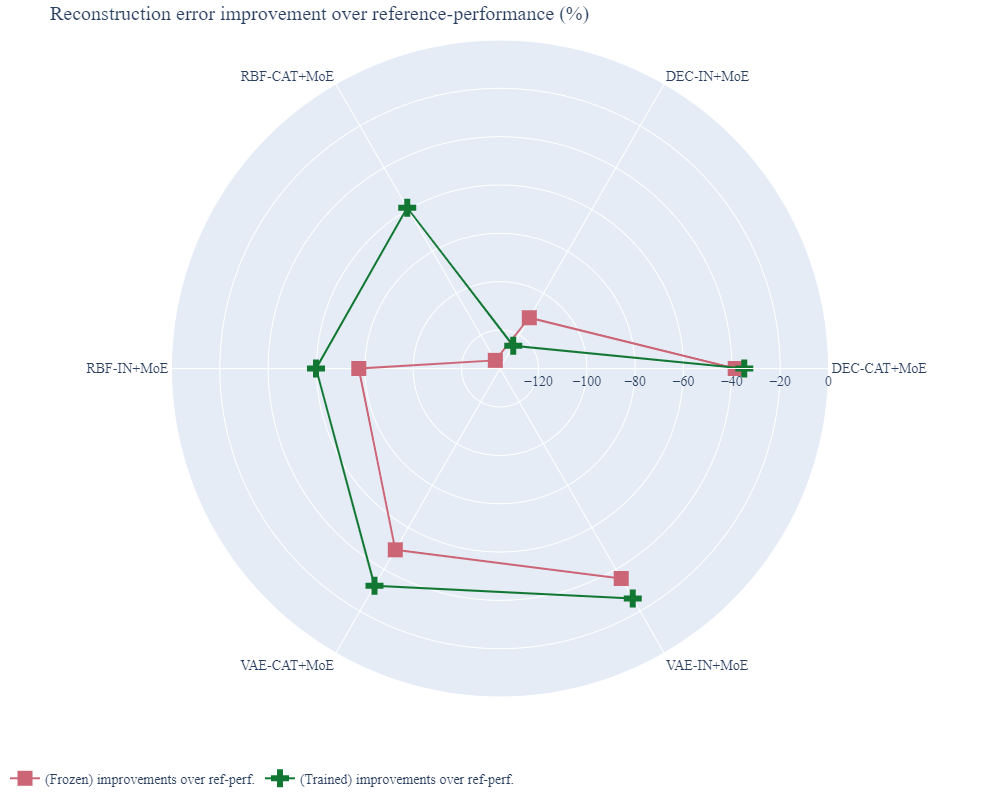 Reconstruction error improvement over reference-performance (%)
RBF-CAT+MoE
DEC-IN+MoE
RBF-IN+MoE
DEC-CAT+MoE
−120
−100
−80
−60
−40
−20
0
VAE-CAT+MoE
VAE-IN+MoE
(Frozen) improvements over ref-perf.
(Trained) improvements over ref-perf.